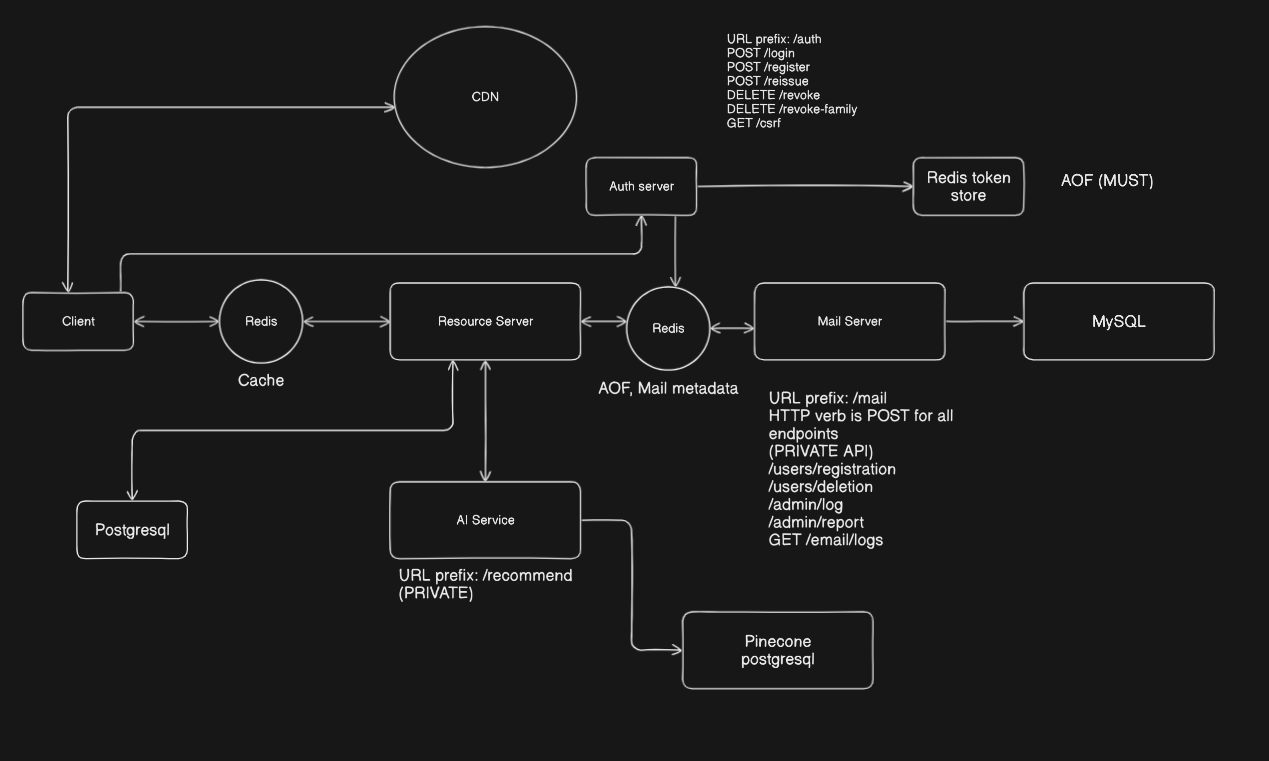 CDN
URL prefix: /auth
POST /login
POST /register
POST /reissue
DELETE /revoke
DELETE /revoke-family
GET /csrf
Auth server
Redis token
store
AOF (MUST)
Client
Redis
Cache
Resource Server
Redis
AOF, Mail metadata
Mail Server
MySQL
URL prefix: /mail
HTTP verb is POST for all
endpoints
(PRIVATE API)
/users/registration
/users/deletion
/admin/log
/admin/report
GET /email/logs
Postgresql
AI Service
URL prefix: /recommend
(PRIVATE)
Pinecone
postgresql